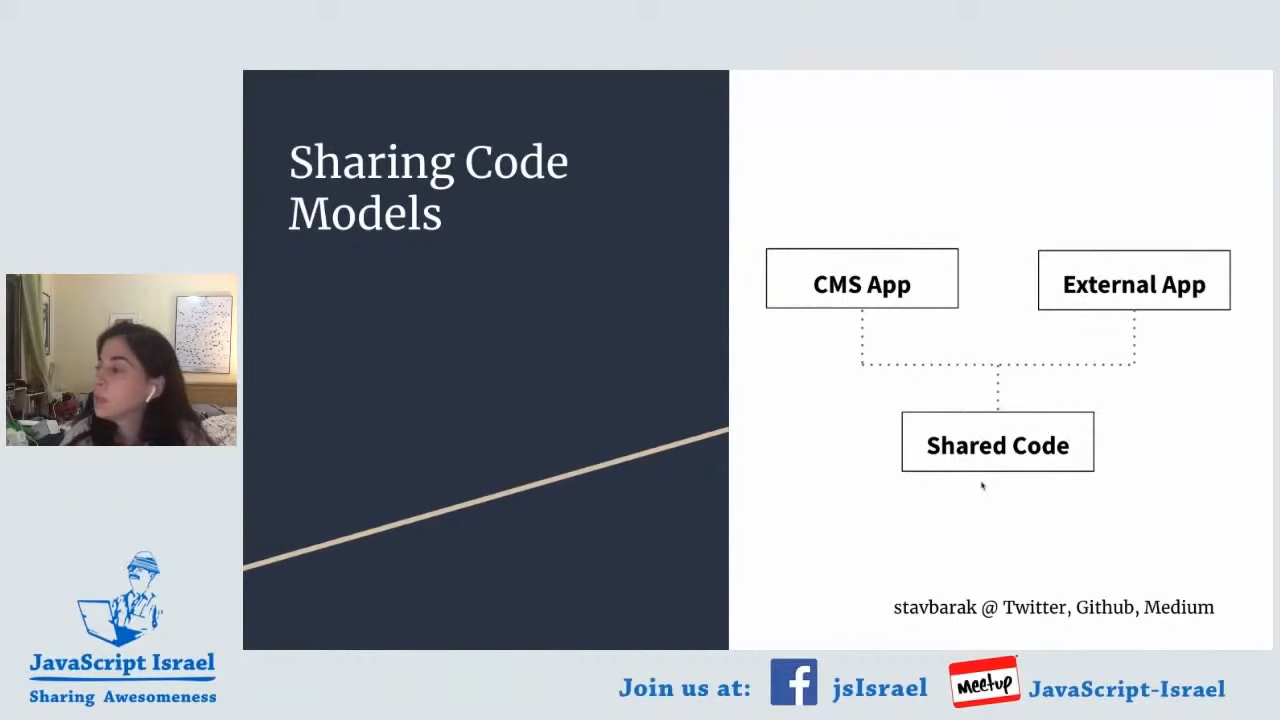 Sharing Code
Models
CMS App
External App
Shared Code
stavbarak @ Twitter, Github, Medium
JavaScript Israel
Sharing Awesomeness
Join us at:
f
jsIsrael
Meetup
JavaScript-Israel